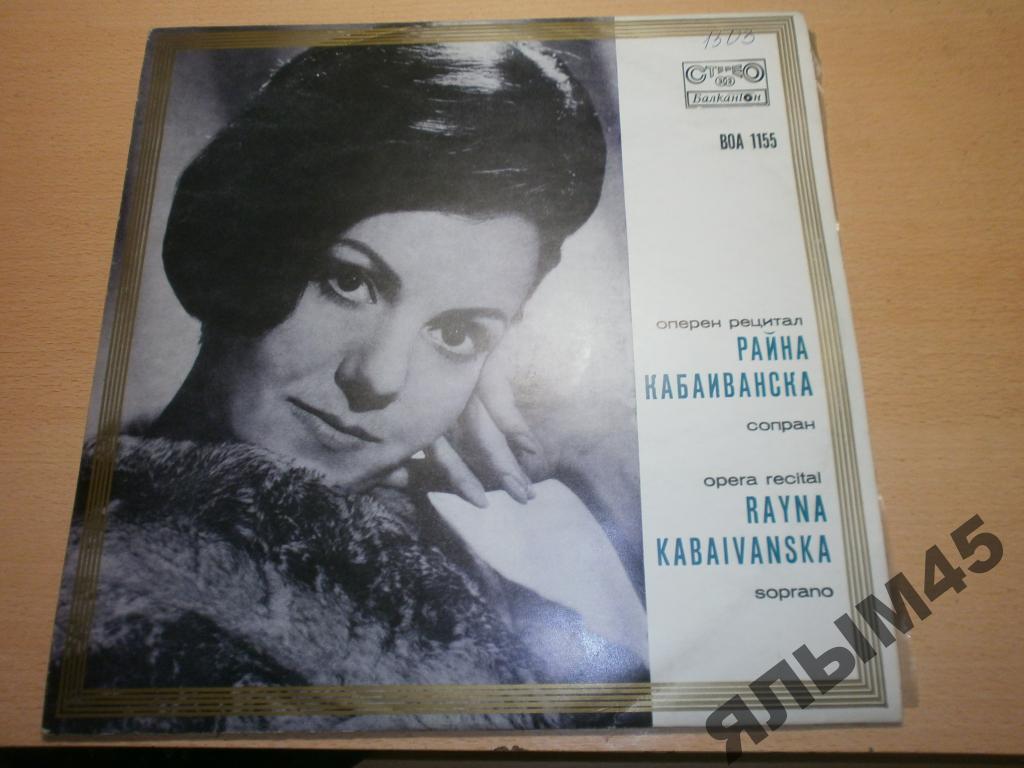 1303
СТЕРЕО
Балкантон
ВОА 1155
оперен рецитал
РАЙНА
КАБАИВАНСКА
сопран
opera recital
RAYNA
KABAIVANSKA
soprano
ЯЛЫМ45